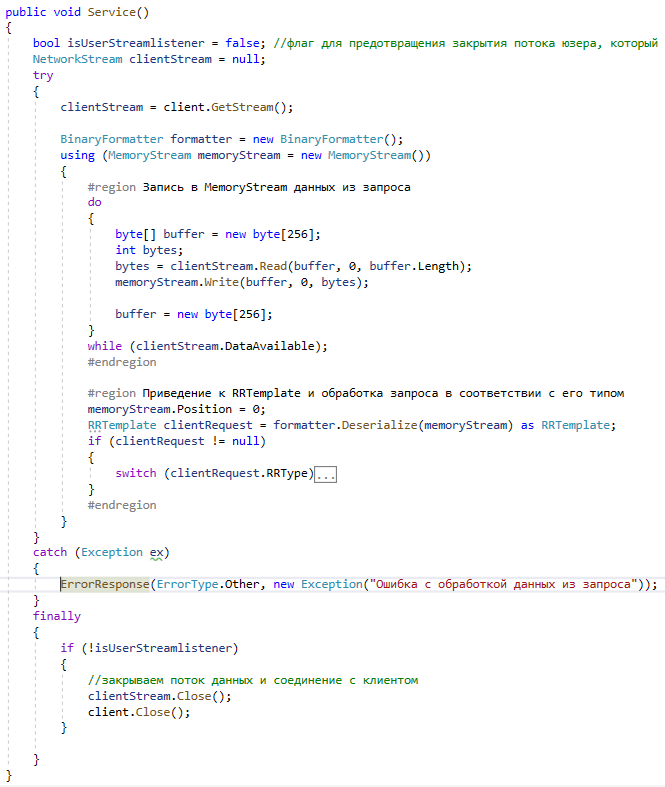 public void Service()
{
bool isUserStreamlistener = false; //флаг для предотвращения закрытия потока юзера, который
NetworkStream clientStream = null;
try
{
clientStream = client.GetStream();
BinaryFormatter formatter = new BinaryFormatter();
using (MemoryStream memoryStream = new MemoryStream())
{
#region Запись в MemoryStream данных из запроса
do
{
byte[] buffer = new byte[256];
int bytes;
bytes = clientStream.Read(buffer, 0, buffer.Length);
memoryStream.Write(buffer, 0, bytes);
buffer = new byte[256];
}
while (clientStream.DataAvailable);
#endregion
#region Приведение к RRTemplate и обработка запроса в соответствии с его типом
memoryStream.Position = 0;
RRTemplate clientRequest = formatter.Deserialize(memoryStream) as RRTemplate;
if (clientRequest != null)
{
switch (clientRequest.RRType)...
}
#endregion
}
}
catch (Exception ex)
{
ErrorResponse(ErrorType.Other, new Exception("Ошибка с обработкой данных из запроса"));
}
finally
{
if (!isUserStreamlistener)
{
//закрываем поток данных и соединение с клиентом
clientStream.Close();
client.Close();
}
}
}